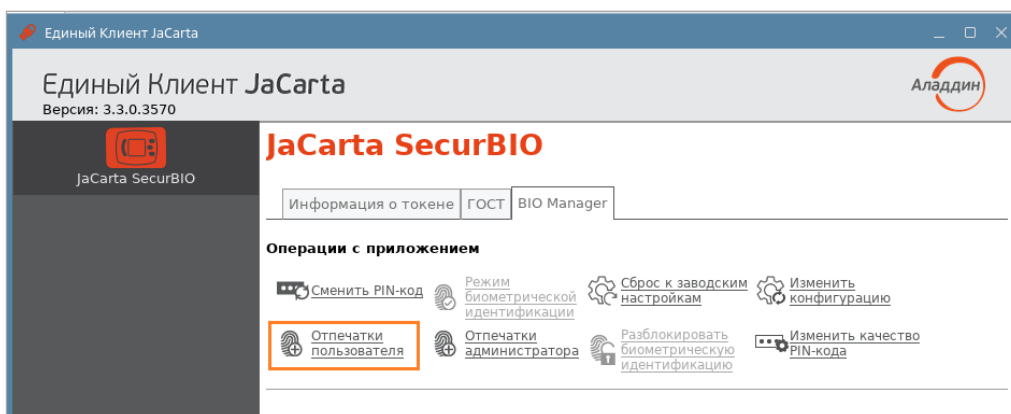 Единый Клиент JaCarta
Единый Клиент JaCarta
Версия: 3.3.0.3570
Аладдин
JaCarta SecurBIO
JaCarta SecurBIO
Информация о токене ГОСТ BIO Manager
Операции с приложением
Сменить PIN-код
Режим
биометрической
идентификации
Сброс к заводским
настройкам
Изменить
конфигурацию
Отпечатки
пользователя
Отпечатки
администратора
Разблокировать
биометрическую
идентификацию
Изменить качество
PIN-кода